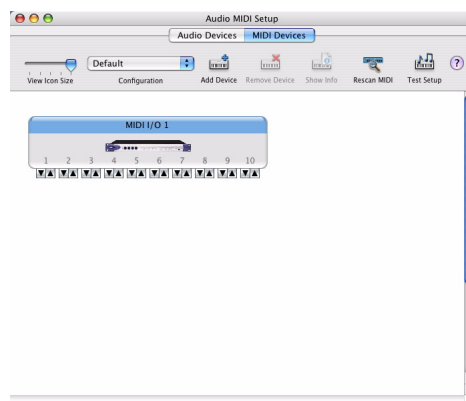 Audio MIDI Setup
Audio Devices MIDI Devices
Default
View Icon Size Configuration Add Device Remove Device Show Info Rescan MIDI Test Setup ?
MIDI I/O 1
1 2 3 4 5 6 7 8 9 10